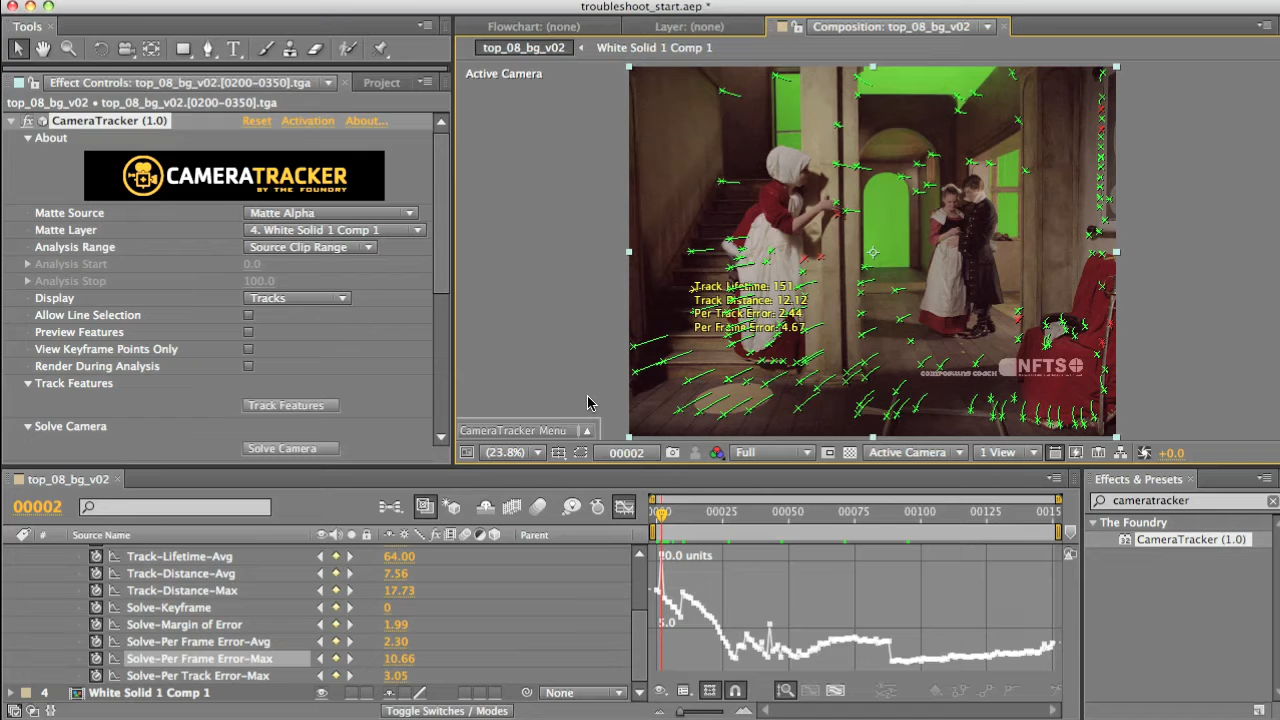 troubleshoot_start.aep *
Tools
Flowchart: (none)
Layer: (none)
Composition: top_08_bg_v02
top_08_bg_v02
White Solid 1 Comp 1
Effect Controls: top_08_bg_v02.[0200-0350].tga
Project
Active Camera
top_08_bg_v02 • top_08_bg_v02.[0200-0350].tga
fx
CameraTracker (1.0)
Reset
Activation
About...
About
CAMERATRACKER
BY THE FOUNDRY
Matte Source
Matte Alpha
Matte Layer
4. White Solid 1 Comp 1
Analysis Range
Source Clip Range
Analysis Start
0.0
Analysis Stop
100.0
Display
Tracks
Allow Line Selection
Preview Features
View Keyframe Points Only
Render During Analysis
Track Features
Track Features
Solve Camera
Solve Camera
Track Lifetime: 151
Track Distance: 12.12
Per Track Error: 2.44
Per Frame Error: 4.67
COMPOSITING COACH
NFTS
CameraTracker Menu
(23.8%)
00002
Full
Active Camera
1 View
+0.0
top_08_bg_v02
Effects & Presets
00002
cameratracker
00025
00050
00075
00100
00125
0015
The Foundry
CameraTracker (1.0)
#
Source Name
Parent
Track-Lifetime-Avg
64.00
Track-Distance-Avg
7.56
Track-Distance-Max
17.73
Solve-Keyframe
0
Solve-Margin of Error
1.99
Solve-Per Frame Error-Avg
2.30
Solve-Per Frame Error-Max
10.66
Solve-Per Track Error-Max
3.05
4
White Solid 1 Comp 1
None
Toggle Switches / Modes
5.0